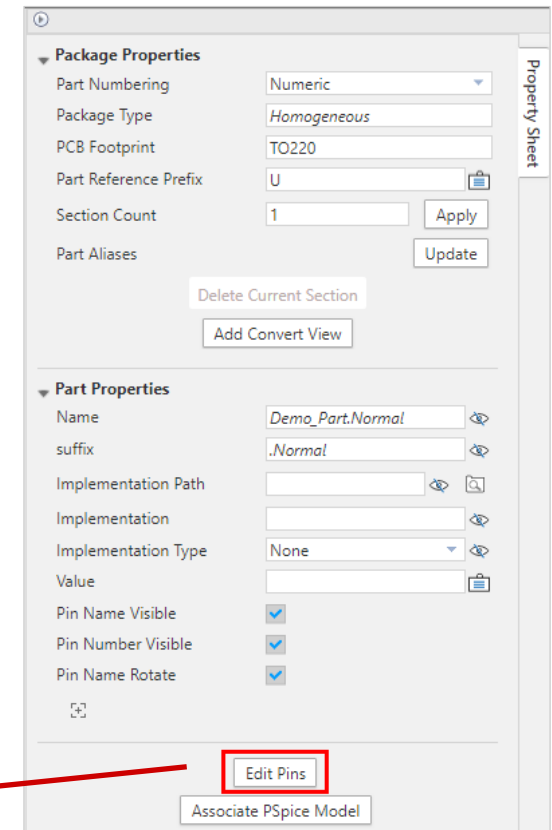 Package Properties
Part Numbering Numeric
Package Type Homogeneous
PCB Footprint TO220
Part Reference Prefix U
Section Count 1 Apply
Part Aliases Update
Delete Current Section
Add Convert View
Part Properties
Name Demo_Part.Normal
suffix .Normal
Implementation Path
Implementation
Implementation Type None
Value
Pin Name Visible
Pin Number Visible
Pin Name Rotate
Edit Pins
Associate PSpice Model
Property Sheet